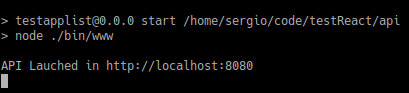 > testapplist@0.0.0 start /home/sergio/code/testReact/api
> node ./bin/www
API Lauched in http://localhost:8080